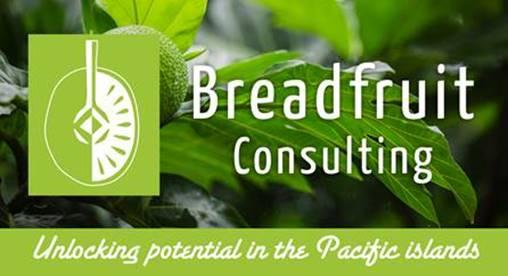 Breadfruit
Consulting
Unlocking potential in the Pacific islands